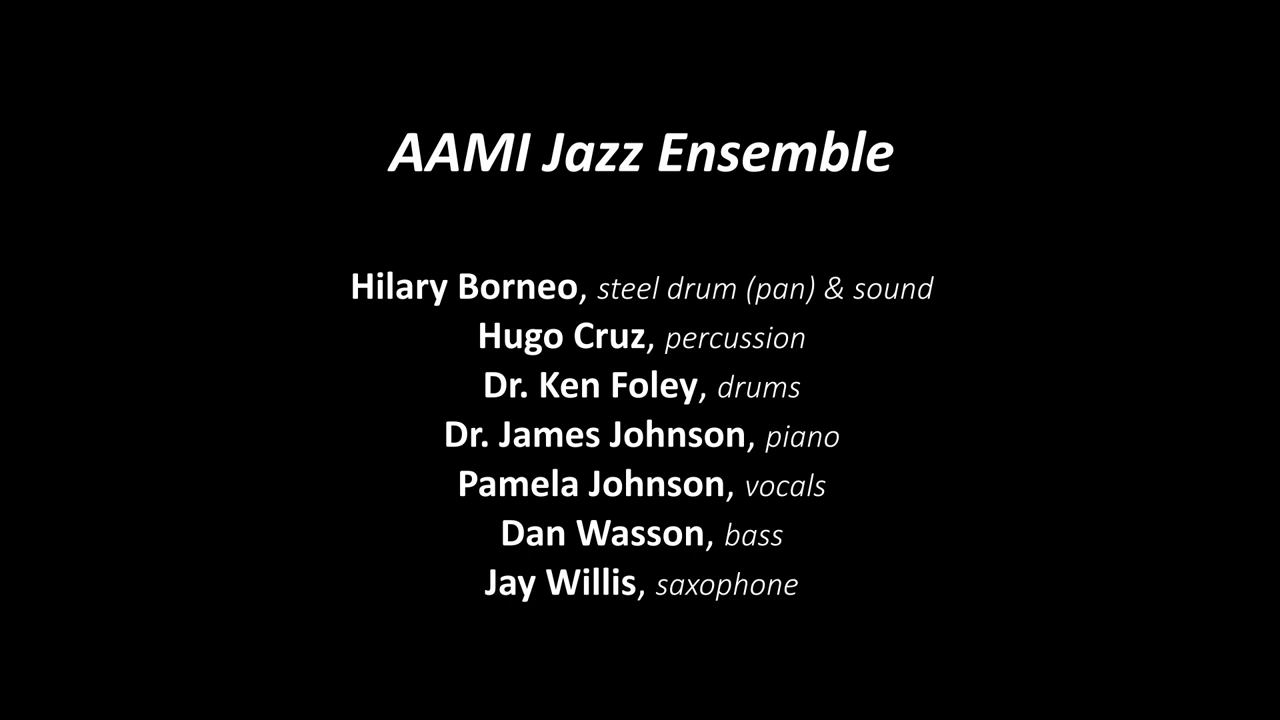 AAMI Jazz Ensemble
Hilary Borneo, steel drum (pan) & sound
Hugo Cruz, percussion
Dr. Ken Foley, drums
Dr. James Johnson, piano
Pamela Johnson, vocals
Dan Wasson, bass
Jay Willis, saxophone